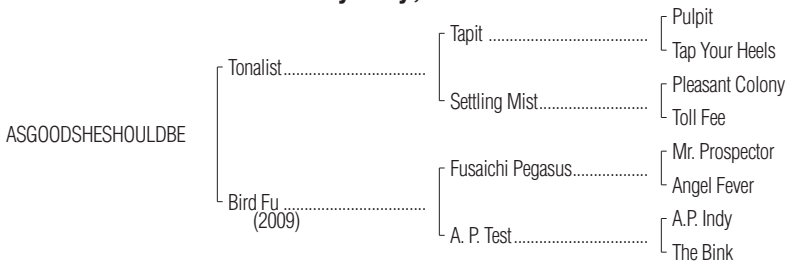 Pulpit
Tapit ......................................
Tap Your Heels
Tonalist..................................
Pleasant Colony
Settling Mist..........................
Toll Fee
ASGOODSHESHOULDBE
Mr. Prospector
Fusaichi Pegasus..................
Angel Fever
Bird Fu ..................................
(2009)
A.P. Indy
A. P. Test................................
The Bink